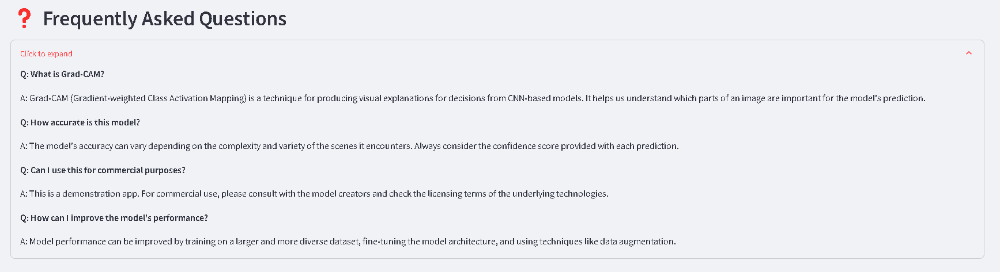 ❓ Frequently Asked Questions
Click to expand
Q: What is Grad-CAM?
A: Grad-CAM (Gradient-weighted Class Activation Mapping) is a technique for producing visual explanations for decisions from CNN-based models. It helps us understand which parts of an image are important for the model's prediction.
Q: How accurate is this model?
A: The model's accuracy can vary depending on the complexity and variety of the scenes it encounters. Always consider the confidence score provided with each prediction.
Q: Can I use this for commercial purposes?
A: This is a demonstration app. For commercial use, please consult with the model creators and check the licensing terms of the underlying technologies.
Q: How can I improve the model's performance?
A: Model performance can be improved by training on a larger and more diverse dataset, fine-tuning the model architecture, and using techniques like data augmentation.